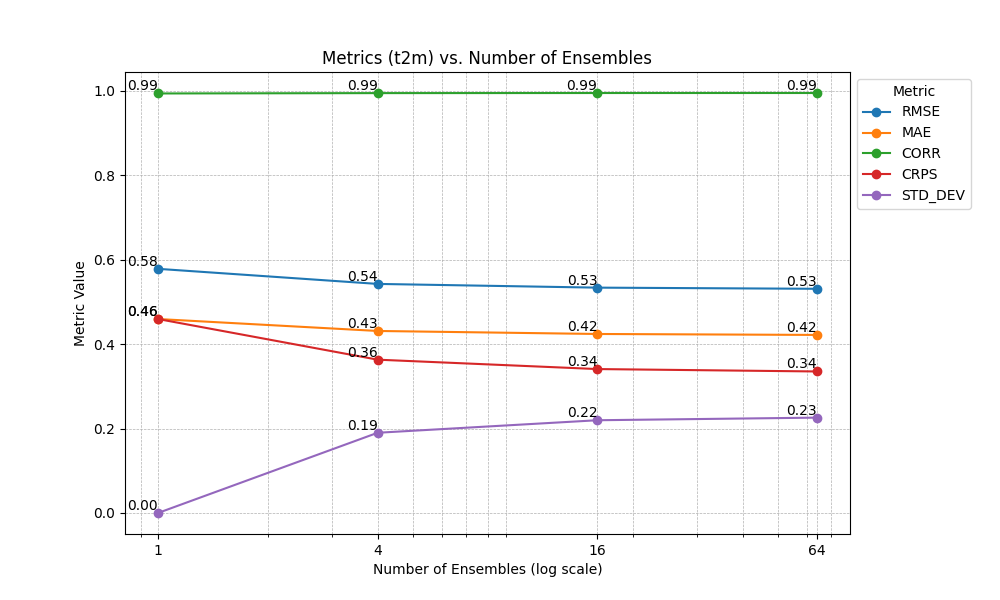 Metrics (t2m) vs. Number of Ensembles
Metric
RMSE
MAE
CORR
CRPS
STD_DEV
Metric Value
1.0
0.8
0.6
0.4
0.2
0.0
0.99 0.99 0.99 0.99
0.58 0.54 0.53 0.53
0.46 0.43 0.42 0.42
0.46 0.36 0.34 0.34
0.00 0.19 0.22 0.23
1 4 16 64
Number of Ensembles (log scale)